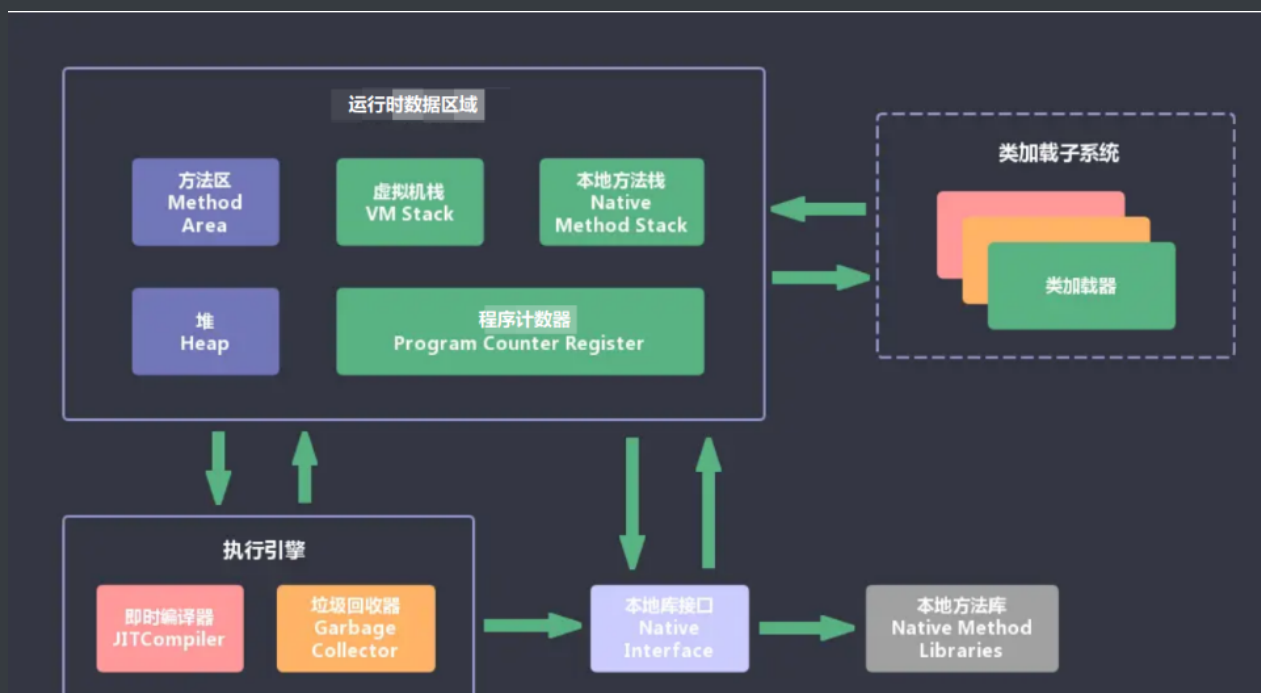 运行时数据区域
方法区
Method
Area
虚拟机栈
VM Stack
本地方法栈
Native
Method Stack
堆
Heap
程序计数器
Program Counter Register
类加载子系统
类加载器
执行引擎
即时编译器
JITCompiler
垃圾回收器
Garbage
Collector
本地库接口
Native
Interface
本地方法库
Native Method
Libraries